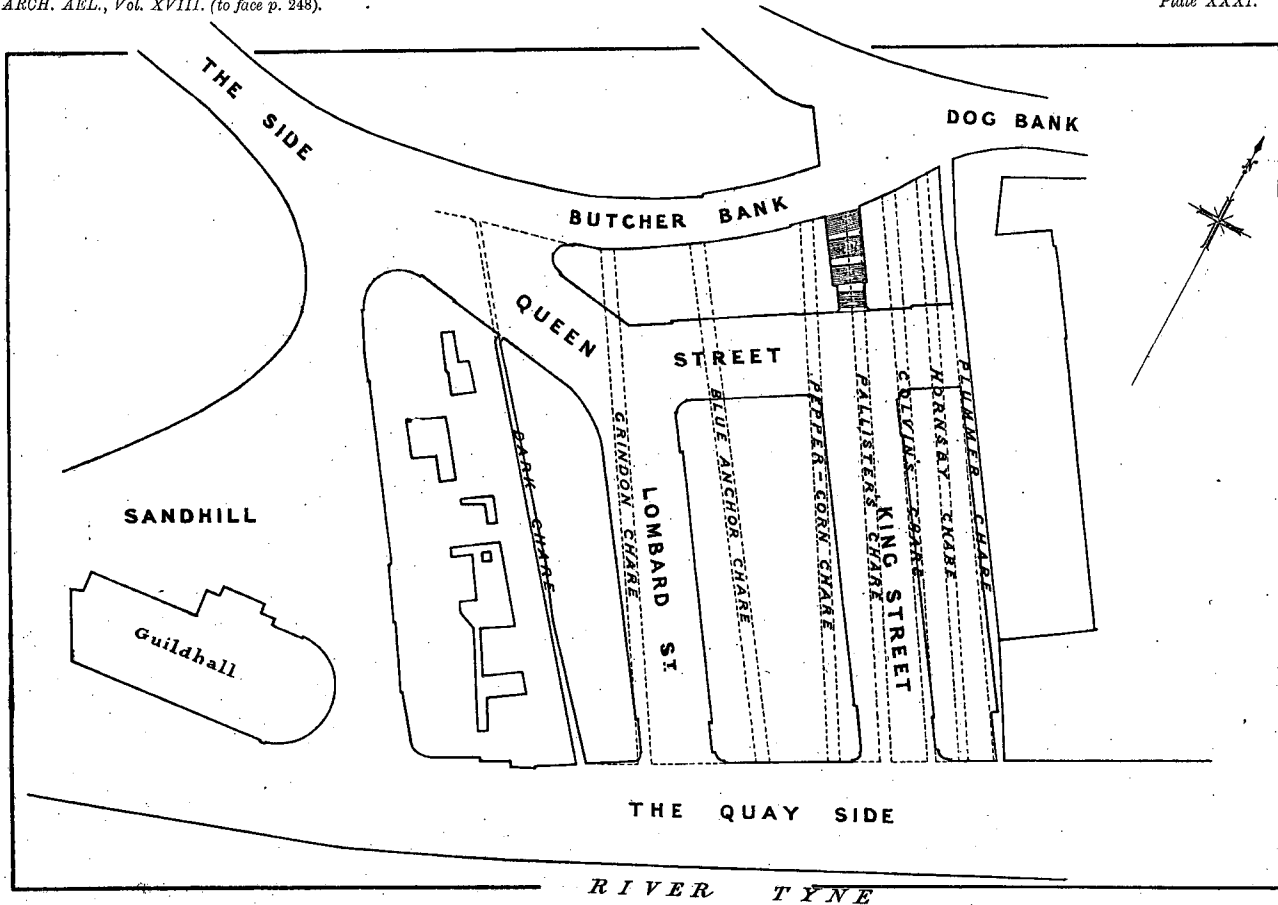 ARCH. AEL., Vol. XVIII. (to face p. 248).
Plate XXXI.
THE SIDE
DOG BANK
N
BUTCHER BANK
QUEEN STREET
DARK CHARE
GRINDON CHARE
LOMBARD ST
BLUE ANCHOR CHARE
PEPPER-CORN CHARE
PALLISTER'S CHARE
KING STREET
COLVIN'S CHARE
HORNSBY CHARE
PLUMMER CHARE
SANDHILL
Guildhall
THE QUAY SIDE
RIVER TYNE